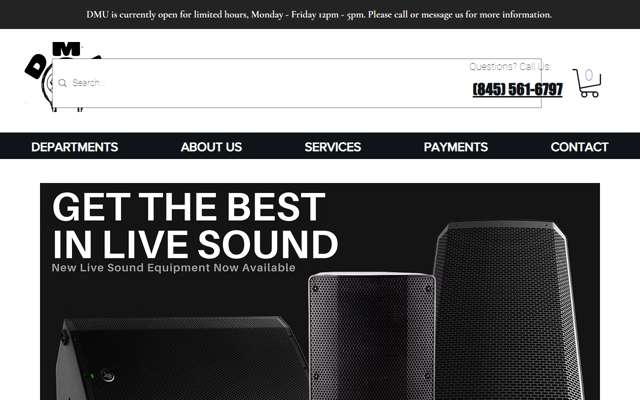 DMU is currently open for limited hours, Monday - Friday 12pm - 5pm. Please call or message us for more information.
DM
Search...
Questions? Call Us:
(845) 561-6797
0
DEPARTMENTS
ABOUT US
SERVICES
PAYMENTS
CONTACT
GET THE BEST
IN LIVE SOUND
New Live Sound Equipment Now Available